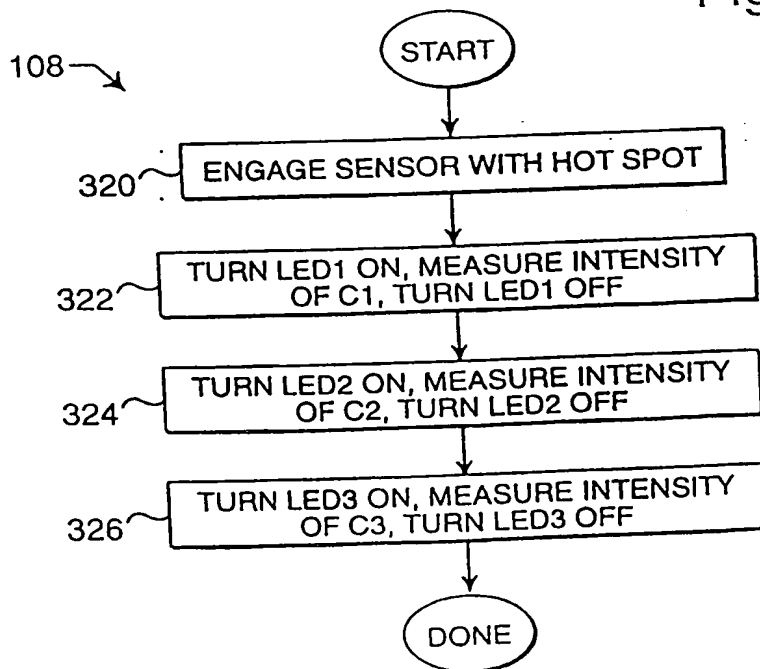 Fig
START
108
ENGAGE SENSOR WITH HOT SPOT
320
TURN LED1 ON, MEASURE INTENSITY
OF C1, TURN LED1 OFF
322
TURN LED2 ON, MEASURE INTENSITY
OF C2, TURN LED2 OFF
324
TURN LED3 ON, MEASURE INTENSITY
OF C3, TURN LED3 OFF
326
DONE